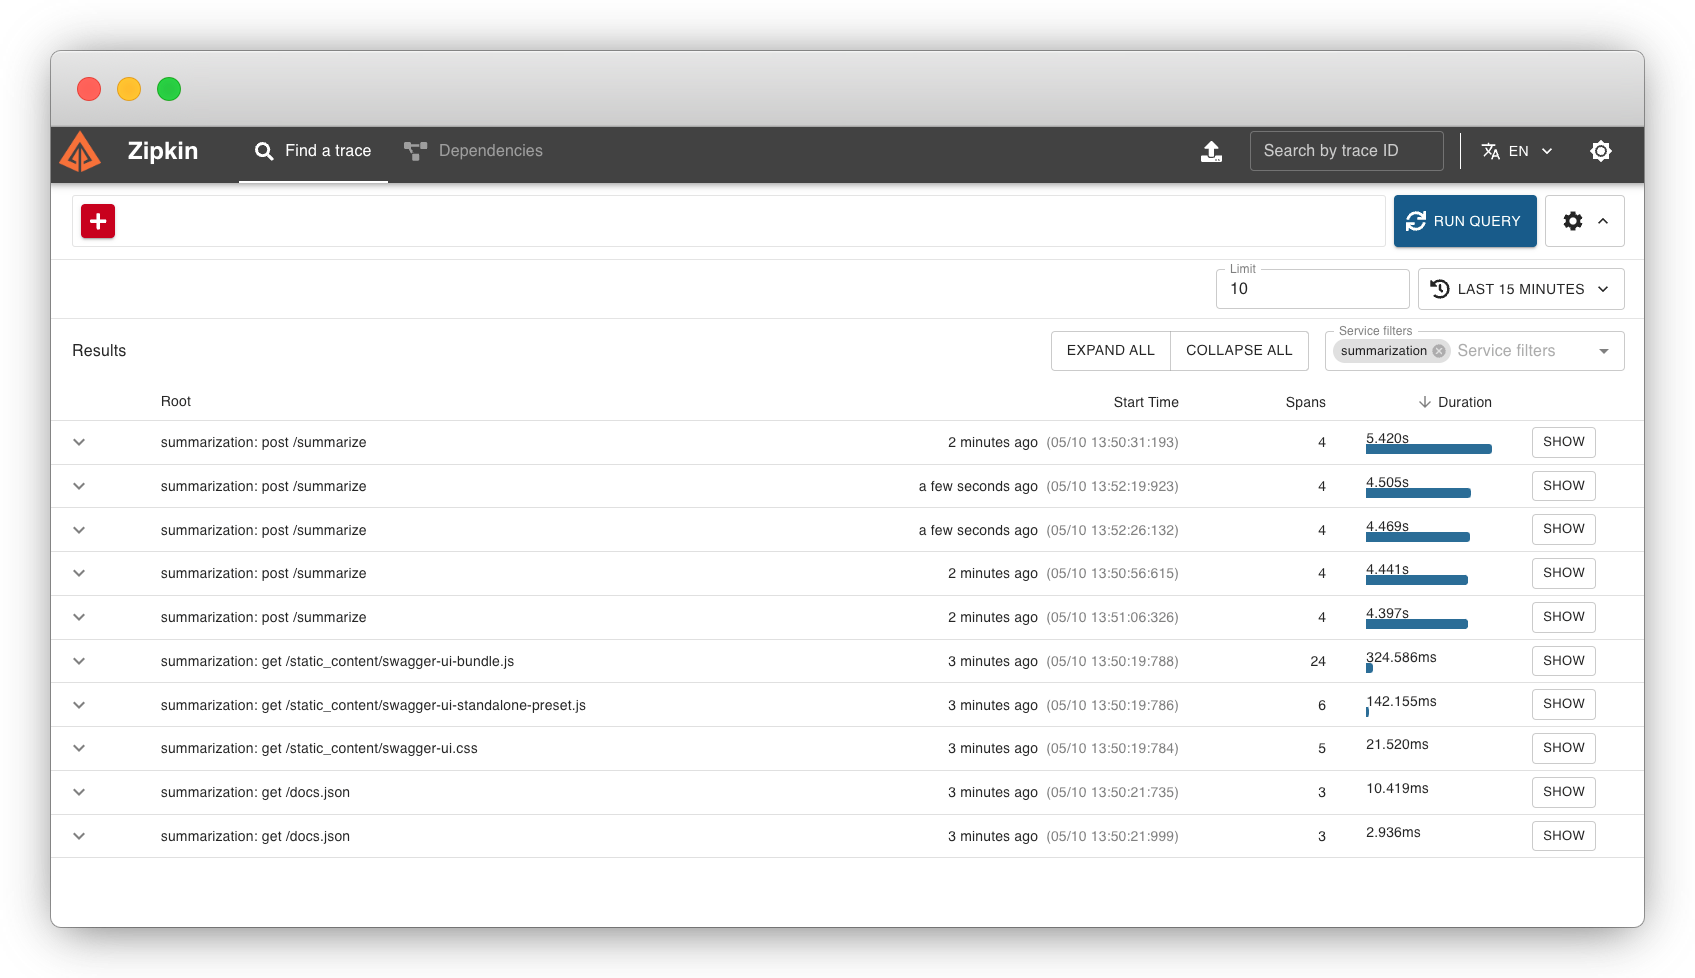 Zipkin Find a trace Dependencies Search by trace ID EN
RUN QUERY
Limit
10 LAST 15 MINUTES
Results EXPAND ALL COLLAPSE ALL Service filters
summarization Service filters
Root Start Time Spans Duration
summarization: post /summarize 2 minutes ago (05/10 13:50:31:193) 4 5.420s SHOW
summarization: post /summarize a few seconds ago (05/10 13:52:19:923) 4 4.505s SHOW
summarization: post /summarize a few seconds ago (05/10 13:52:26:132) 4 4.469s SHOW
summarization: post /summarize 2 minutes ago (05/10 13:50:56:615) 4 4.441s SHOW
summarization: post /summarize 2 minutes ago (05/10 13:51:06:326) 4 4.397s SHOW
summarization: get /static_content/swagger-ui-bundle.js 3 minutes ago (05/10 13:50:19:788) 24 324.586ms SHOW
summarization: get /static_content/swagger-ui-standalone-preset.js 3 minutes ago (05/10 13:50:19:786) 6 142.155ms SHOW
summarization: get /static_content/swagger-ui.css 3 minutes ago (05/10 13:50:19:784) 5 21.520ms SHOW
summarization: get /docs.json 3 minutes ago (05/10 13:50:21:735) 3 10.419ms SHOW
summarization: get /docs.json 3 minutes ago (05/10 13:50:21:999) 3 2.936ms SHOW